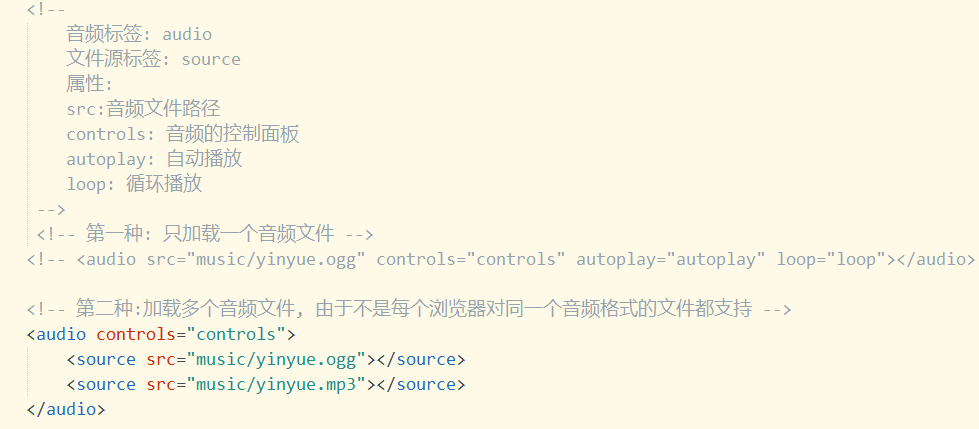 <!--
音频标签: audio
文件源标签: source
属性:
src:音频文件路径
controls: 音频的控制面板
autoplay: 自动播放
loop: 循环播放
-->
<!-- 第一种: 只加载一个音频文件 -->
<!-- <audio src="music/yinyue.ogg" controls="controls" autoplay="autoplay" loop="loop"></audio>
<!-- 第二种:加载多个音频文件, 由于不是每个浏览器对同一个音频格式的文件都支持 -->
<audio controls="controls">
<source src="music/yinyue.ogg"></source>
<source src="music/yinyue.mp3"></source>
</audio>